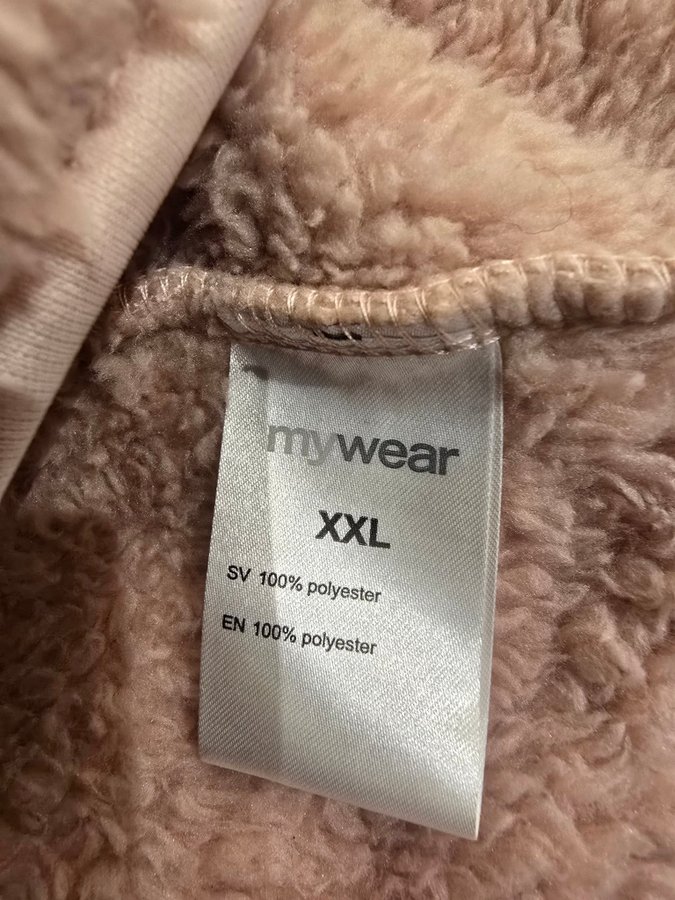 mywear
XXL
SV 100% polyester
EN 100% polyester